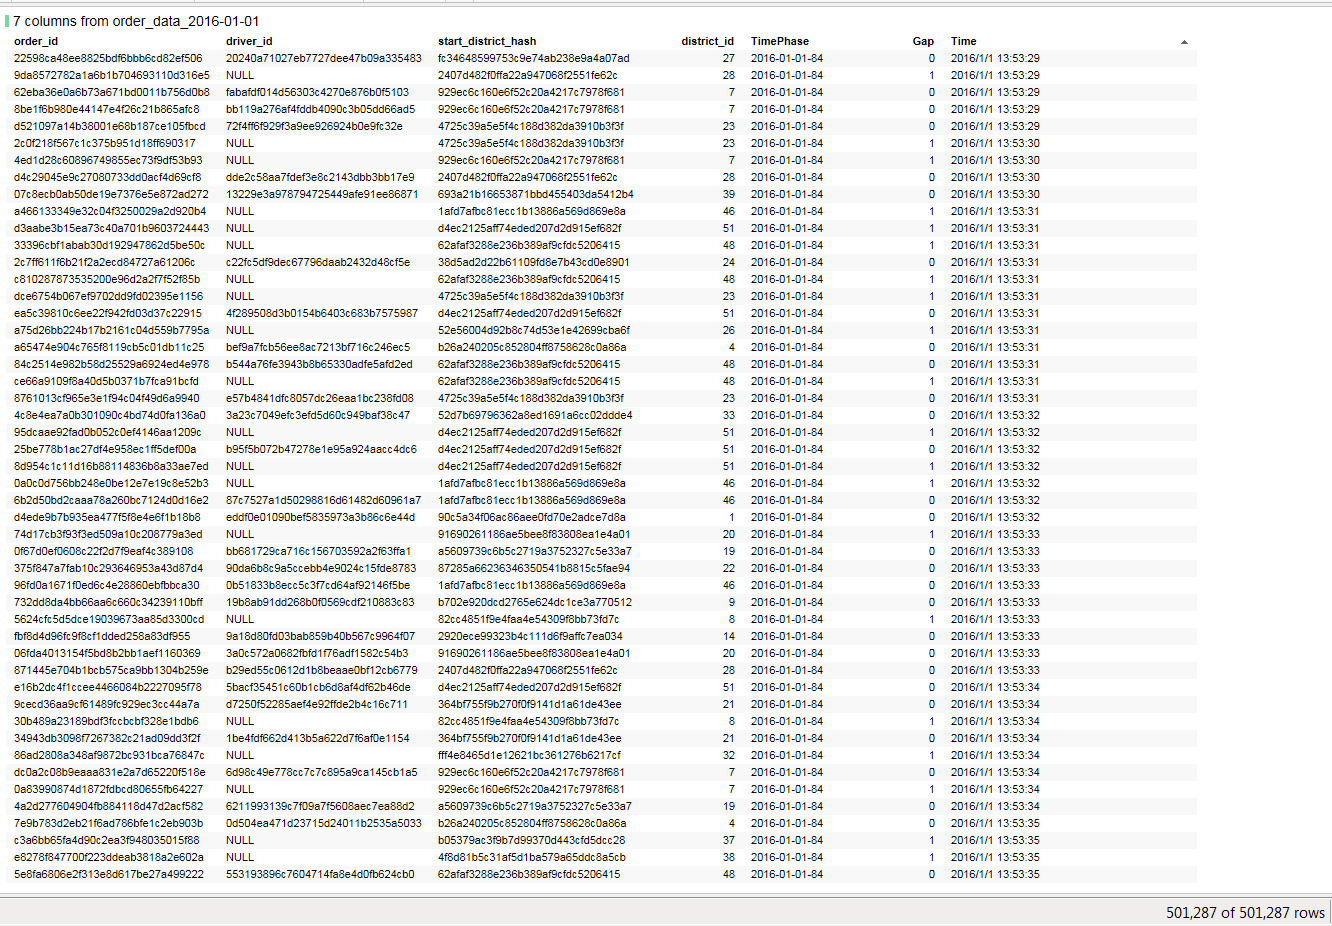 7 columns from order_data_2016-01-01
order_id driver_id start_district_hash district_id TimePhase Gap Time
22598ca48ee8825bdf6bbb6cd82ef506 20240a71027eb7727dee47b09a335483 fc34648599753c9e74ab238e9a4a07ad 27 2016-01-01-84 0 2016/1/1 13:53:29
9da8572782a1a6b1b704693110d316e5 NULL 2407d482f0ffa22a947068f2551fe62c 28 2016-01-01-84 1 2016/1/1 13:53:29
62eba36e0a6b73a671bd0011b756d0b8 fabafdf014d56303c4270e876b0f5103 929ec6c160e6f52c20a4217c7978f681 7 2016-01-01-84 0 2016/1/1 13:53:29
8be1f6b980e44147e4f26c21b865afc8 bb119a276af4fddb4090c3b05dd66ad5 929ec6c160e6f52c20a4217c7978f681 7 2016-01-01-84 0 2016/1/1 13:53:29
d521097a14b38001e68b187ce105fbcd 72f4ff6f929f3a9ee926924b0e9fc32e 4725c39a5e5f4c188d382da3910b3f3f 23 2016-01-01-84 0 2016/1/1 13:53:29
2c0f218f567c1c375b951d18ff690317 NULL 4725c39a5e5f4c188d382da3910b3f3f 23 2016-01-01-84 1 2016/1/1 13:53:30
4ed1d28c60896749855ec73f9df53b93 NULL 929ec6c160e6f52c20a4217c7978f681 7 2016-01-01-84 1 2016/1/1 13:53:30
d4c29045e9c27080733dd0acf4d69cf8 dde2c58aa7fdef3e8c2143dbb3bb17e9 2407d482f0ffa22a947068f2551fe62c 28 2016-01-01-84 0 2016/1/1 13:53:30
07c8ecb0ab50de19e7376e5e872ad272 13229e3a978794725449afe91ee86871 693a21b16653871bbd455403da5412b4 39 2016-01-01-84 0 2016/1/1 13:53:30
a466133349e32c04f3250029a2d920b4 NULL 1afd7afbc81ecc1b13886a569d869e8a 46 2016-01-01-84 1 2016/1/1 13:53:31
d3aabe3b15ea73c40a701b9603724443 NULL d4ec2125aff74eded207d2d915ef682f 51 2016-01-01-84 1 2016/1/1 13:53:31
33396cbf1abab30d192947862d5be50c NULL 62afaf3288e236b389af9cfdc5206415 48 2016-01-01-84 1 2016/1/1 13:53:31
2c7ff611f6b21f2a2ecd84727a61206c c22fc5df9dec67796daab2432d48cf5e 38d5ad2d22b61109fd8e7b43cd0e8901 24 2016-01-01-84 0 2016/1/1 13:53:31
c810287873535200e96d2a2f7f52f85b NULL 62afaf3288e236b389af9cfdc5206415 48 2016-01-01-84 1 2016/1/1 13:53:31
dce6754b067ef9702dd9fd02395e1156 NULL 4725c39a5e5f4c188d382da3910b3f3f 23 2016-01-01-84 1 2016/1/1 13:53:31
ea5c39810c6ee22f942fd03d37c22915 4f289508d3b0154b6403c683b7575987 d4ec2125aff74eded207d2d915ef682f 51 2016-01-01-84 0 2016/1/1 13:53:31
a75d26bb224b17b2161c04d559b7795a NULL 52e56004d92b8c74d53e1e42699cba6f 26 2016-01-01-84 1 2016/1/1 13:53:31
a65474e904c765f8119cb5c01db11c25 bef9a7fcb56ee8ac7213bf716c246ec5 b26a240205c852804ff8758628c0a86a 4 2016-01-01-84 0 2016/1/1 13:53:31
84c2514e982b58d25529a6924ed4e978 b544a76fe3943b8b65330adfe5afd2ed 62afaf3288e236b389af9cfdc5206415 48 2016-01-01-84 0 2016/1/1 13:53:31
ce66a9109f8a40d5b0371b7fca91bcfd NULL 62afaf3288e236b389af9cfdc5206415 48 2016-01-01-84 1 2016/1/1 13:53:31
8761013cf965e3e1f94c04f49d6a9940 e57b4841dfc8057dc26eaa1bc238fd08 4725c39a5e5f4c188d382da3910b3f3f 23 2016-01-01-84 0 2016/1/1 13:53:31
4c8e4ea7a0b301090c4bd74d0fa136a0 3a23c7049efc3efd5d60c949baf38c47 52d7b69796362a8ed1691a6cc02ddde4 33 2016-01-01-84 0 2016/1/1 13:53:32
95dcaae92fad0b052c0ef4146aa1209c NULL d4ec2125aff74eded207d2d915ef682f 51 2016-01-01-84 1 2016/1/1 13:53:32
25be778b1ac27df4e958ec1ff5def00a b95f5b072b47278e1e95a924aacc4dc6 d4ec2125aff74eded207d2d915ef682f 51 2016-01-01-84 0 2016/1/1 13:53:32
8d954c1c11d16b88114836b8a33ae7ed NULL d4ec2125aff74eded207d2d915ef682f 51 2016-01-01-84 1 2016/1/1 13:53:32
0a0c0d756bb248e0be12e7e19c8e52b3 NULL 1afd7afbc81ecc1b13886a569d869e8a 46 2016-01-01-84 1 2016/1/1 13:53:32
6b2d50bd2caaa78a260bc7124d0d16e2 87c7527a1d50298816d61482d60961a7 1afd7afbc81ecc1b13886a569d869e8a 46 2016-01-01-84 0 2016/1/1 13:53:32
d4ede9b7b935ea477f5f8e4e6f1b18b8 eddf0e01090bef5835973a3b86c6e44d 90c5a34f06ac86aee0fd70e2adce7d8a 1 2016-01-01-84 0 2016/1/1 13:53:32
74d17cb3f93f3ed509a10c208779a3ed NULL 91690261186ae5bee8f83808ea1e4a01 20 2016-01-01-84 1 2016/1/1 13:53:33
0f67d0ef0608c22f2d7f9eaf4c389108 bb681729ca716c156703592a2f63ffa1 a5609739c6b5c2719a3752327c5e33a7 19 2016-01-01-84 0 2016/1/1 13:53:33
375f847a7fab10c293646953a43d87d4 90da6b8c9a5ccebb4e9024c15fde8783 87285a66236346350541b8815c5fae94 22 2016-01-01-84 0 2016/1/1 13:53:33
96fd0a1671f0ed6c4e28860ebfbbca30 0b51833b8ecc5c3f7cd64af92146f5be 1afd7afbc81ecc1b13886a569d869e8a 46 2016-01-01-84 0 2016/1/1 13:53:33
732dd8da4bb66aa6c660c34239110bff 19b8ab91dd268b0f0569cdf210883c83 b702e920dcd2765e624dc1ce3a770512 9 2016-01-01-84 0 2016/1/1 13:53:33
5624cfc5d5dce19039673aa85d3300cd NULL 82cc4851f9e4faa4e54309f8bb73fd7c 8 2016-01-01-84 1 2016/1/1 13:53:33
fbf8d4d96fc9f8cf1dded258a83df955 9a18d80fd03bab859b40b567c9964f07 2920ece99323b4c111d6f9affc7ea034 14 2016-01-01-84 0 2016/1/1 13:53:33
06fda4013154f5bd8b2bb1aef1160369 3a0c572a0682fbfd1f76adf1582c54b3 91690261186ae5bee8f83808ea1e4a01 20 2016-01-01-84 0 2016/1/1 13:53:33
871445e704b1bcb575ca9bb1304b259e b29ed55c0612d1b8beaae0bf12cb6779 2407d482f0ffa22a947068f2551fe62c 28 2016-01-01-84 0 2016/1/1 13:53:33
e16b2dc4f1ccee4466084b2227095f78 5bacf35451c60b1cb6d8af4df62b46de d4ec2125aff74eded207d2d915ef682f 51 2016-01-01-84 0 2016/1/1 13:53:34
9cecd36aa9cf61489fc929ec3cc44a7a d7250f52285aef4e92ffde2b4c16c711 364bf755f9b270f0f9141d1a61de43ee 21 2016-01-01-84 0 2016/1/1 13:53:34
30b489a23189bdf3fccbcbf328e1bdb6 NULL 82cc4851f9e4faa4e54309f8bb73fd7c 8 2016-01-01-84 1 2016/1/1 13:53:34
34943db3098f7267382c21ad09dd3f2f 1be4fdf662d413b5a622d7f6af0e1154 364bf755f9b270f0f9141d1a61de43ee 21 2016-01-01-84 0 2016/1/1 13:53:34
86ad2808a348af9872bc931bca76847c NULL fff4e8465d1e12621bc361276b6217cf 32 2016-01-01-84 1 2016/1/1 13:53:34
dc0a2c08b9eaaa831e2a7d65220f518e 6d98c49e778cc7c7c895a9ca145cb1a5 929ec6c160e6f52c20a4217c7978f681 7 2016-01-01-84 0 2016/1/1 13:53:34
0a83990874d1872fdbcd80655fb64227 NULL 929ec6c160e6f52c20a4217c7978f681 7 2016-01-01-84 1 2016/1/1 13:53:34
4a2d277604904fb884118d47d2acf582 6211993139c7f09a7f5608aec7ea88d2 a5609739c6b5c2719a3752327c5e33a7 19 2016-01-01-84 0 2016/1/1 13:53:34
7e9b783d2eb21f6ad786bfe1c2eb903b 0d504ea471d23715d24011b2535a5033 b26a240205c852804ff8758628c0a86a 4 2016-01-01-84 0 2016/1/1 13:53:35
c3a6bb65fa4d90c2ea3f948035015f88 NULL b05379ac3f9b7d99370d443cfd5dcc28 37 2016-01-01-84 1 2016/1/1 13:53:35
e8278f847700f223ddeab3818a2e602a NULL 4f8d81b5c31af5d1ba579a65ddc8a5cb 38 2016-01-01-84 1 2016/1/1 13:53:35
5e8fa6806e2f313e8d617be27a499222 553193896c7604714fa8e4d0fb624cb0 62afaf3288e236b389af9cfdc5206415 48 2016-01-01-84 0 2016/1/1 13:53:35
501,287 of 501,287 rows